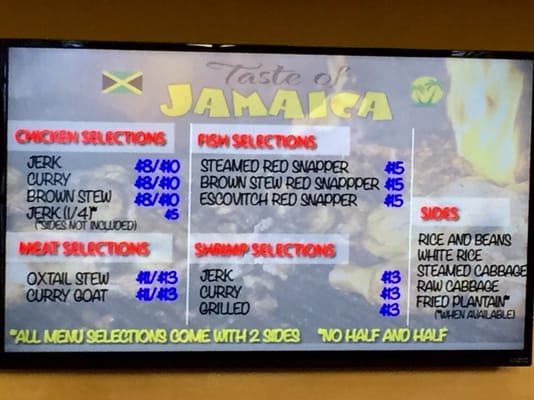 Taste of
JAMAICA
CHICKEN SELECTIONS
JERK $8/$10
CURRY $8/$10
BROWN STEW $8/$10
JERK (1/4)* $5
(*SIDES NOT INCLUDED)
MEAT SELECTIONS
OXTAIL STEW $11/$13
CURRY GOAT $11/$13
FISH SELECTIONS
STEAMED RED SNAPPER $15
BROWN STEW RED SNAPPPER $15
ESCOVITCH RED SNAPPER $15
SHRIMP SELECTIONS
JERK $13
CURRY $13
GRILLED $13
SIDES
RICE AND BEANS
WHITE RICE
STEAMED CABBAGE
RAW CABBAGE
FRIED PLANTAIN*
(*WHEN AVAILABLE)
*ALL MENU SELECTIONS COME WITH 2 SIDES *NO HALF AND HALF
VIZIO